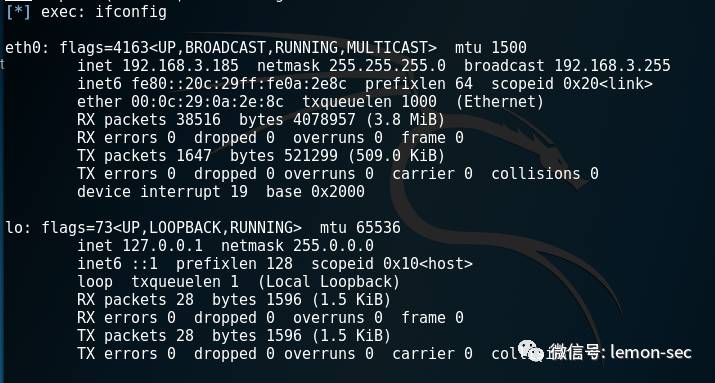 [*] exec: ifconfig
eth0: flags=4163<UP,BROADCAST,RUNNING,MULTICAST>  mtu 1500
inet 192.168.3.185  netmask 255.255.255.0  broadcast 192.168.3.255
inet6 fe80::20c:29ff:fe0a:2e8c  prefixlen 64  scopeid 0x20<link>
ether 00:0c:29:0a:2e:8c  txqueuelen 1000  (Ethernet)
RX packets 38516  bytes 4078957 (3.8 MiB)
RX errors 0  dropped 0  overruns 0  frame 0
TX packets 1647  bytes 521299 (509.0 KiB)
TX errors 0  dropped 0 overruns 0  carrier 0  collisions 0
device interrupt 19  base 0x2000
lo: flags=73<UP,LOOPBACK,RUNNING>  mtu 65536
inet 127.0.0.1  netmask 255.0.0.0
inet6 ::1  prefixlen 128  scopeid 0x10<host>
loop  txqueuelen 1  (Local Loopback)
RX packets 28  bytes 1596 (1.5 KiB)
RX errors 0  dropped 0  overruns 0  frame 0
TX packets 28  bytes 1596 (1.5 KiB)
TX errors 0  dropped 0 overruns 0  carrier 0
微信号: lemon-sec